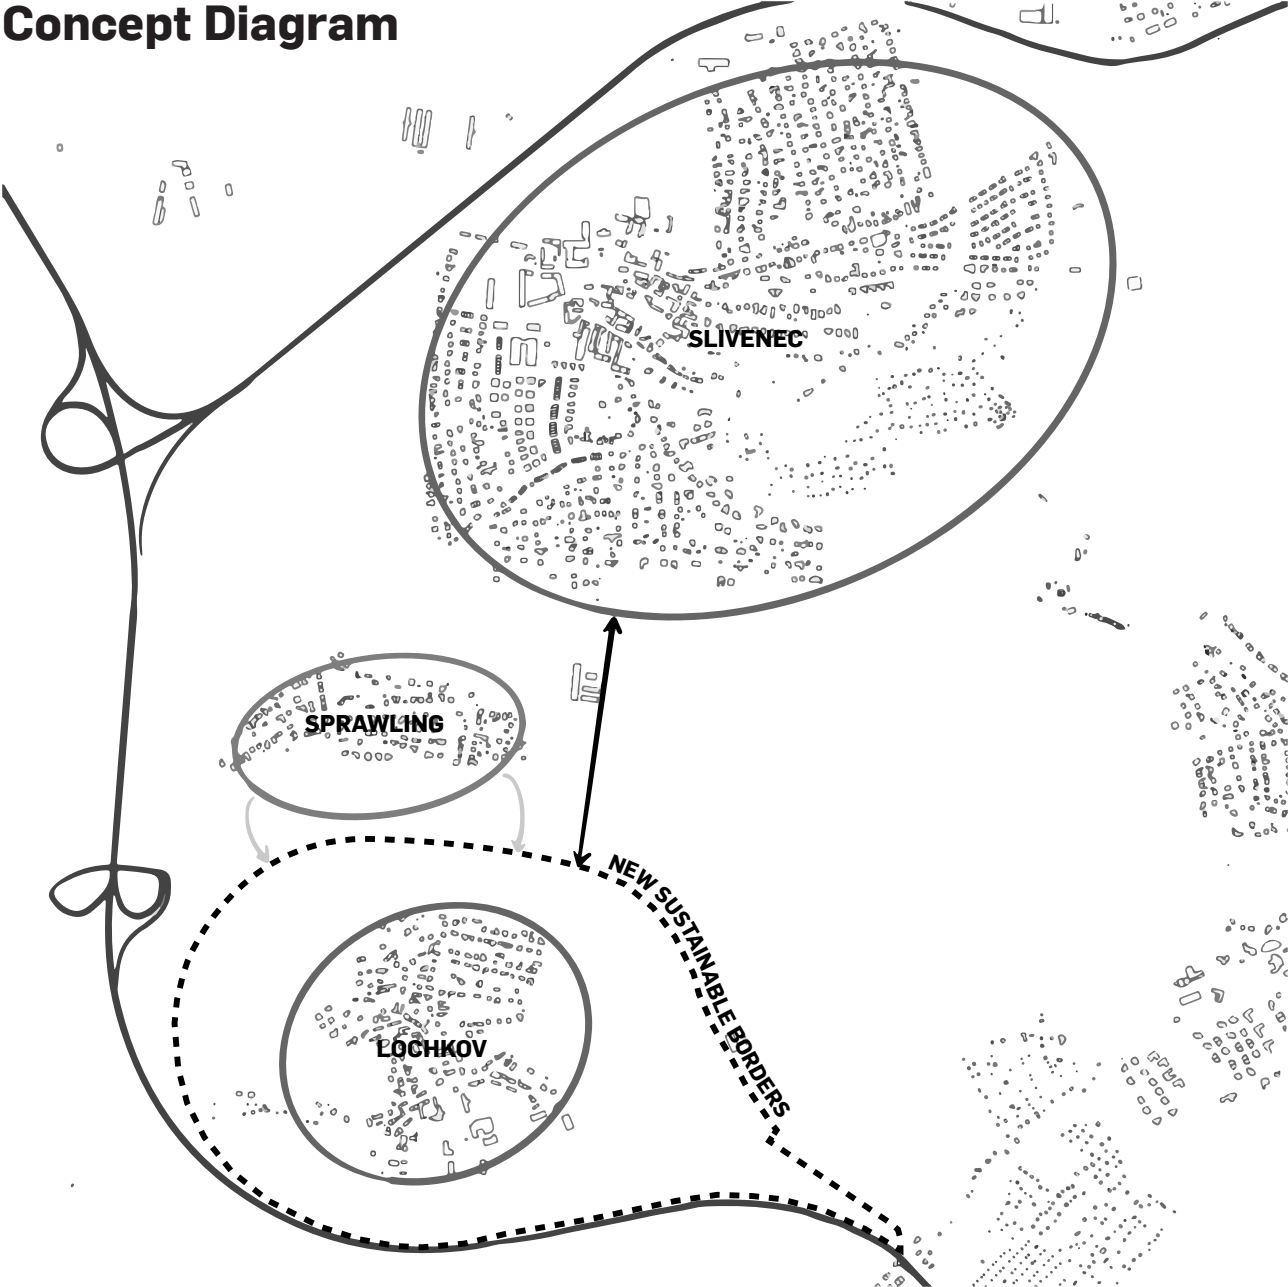 Concept Diagram
SLIVENEC
SPRAWLING
NEW SUSTAINABLE BORDERS
LOCHKOV